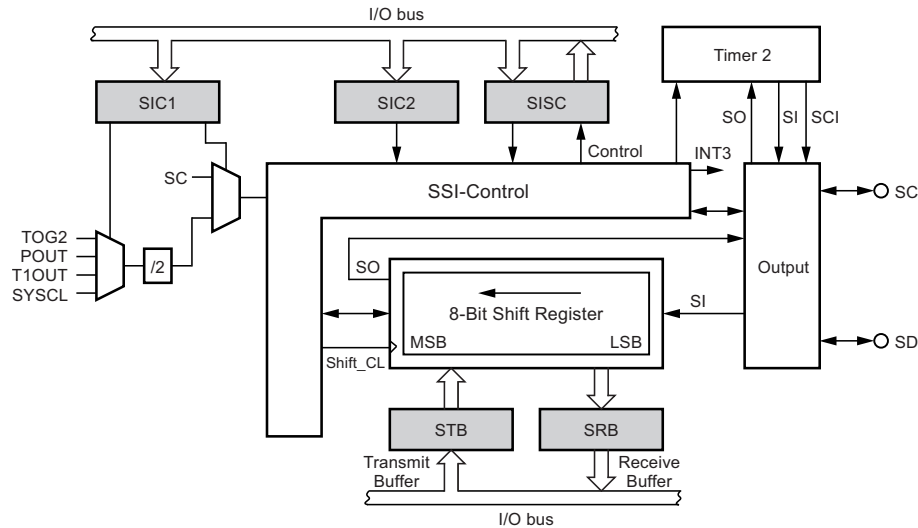 I/O bus
Timer 2
SIC1
SIC2
SISC
SO
SI
SCI
Control
INT3
SC
SSI-Control
SC
TOG2
POUT
T1OUT
SYSCL
/2
SO
Output
8-Bit Shift Register
SI
MSB
LSB
SD
Shift_CL
STB
SRB
Transmit
Buffer
Receive
Buffer
I/O bus